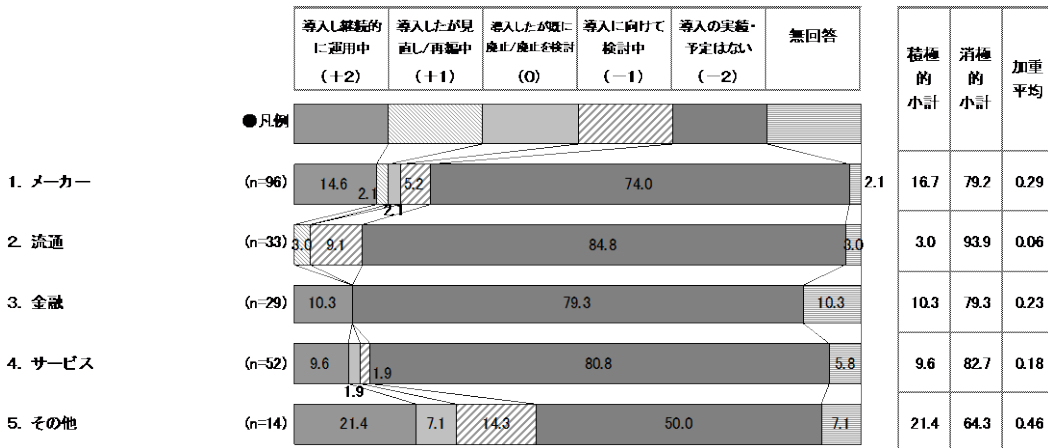 導入し継続的に運用中
(+2)
導入したが見直し/再編中
(+1)
導入したが既に廃止/廃止を検討
(0)
導入に向けて検討中
(-1)
導入の実績・予定はない
(-2)
無回答
積極的小計
消極的小計
加重平均
●凡例
1. メーカー (n=96) 14.6 2.1 2.1 5.2 74.0 2.1 16.7 79.2 0.29
2. 流通 (n=33) 3.0 9.1 84.8 3.0 3.0 93.9 0.06
3. 金融 (n=29) 10.3 79.3 10.3 10.3 79.3 0.23
4. サービス (n=52) 9.6 1.9 1.9 80.8 5.8 9.6 82.7 0.18
5. その他 (n=14) 21.4 7.1 14.3 50.0 7.1 21.4 64.3 0.46